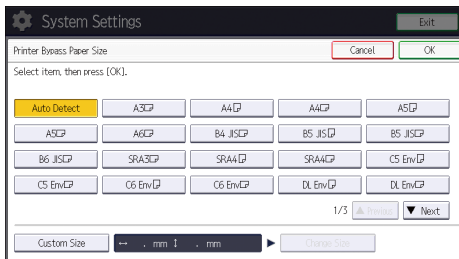 System Settings Exit
Printer Bypass Paper Size Cancel OK
Select item, then press [OK].
Auto Detect A3 A4 A4 A5
A5 A6 B4 JIS B5 JIS B5 JIS
B6 JIS SRA3 SRA4 SRA4 C5 Env
C5 Env C6 Env C6 Env DL Env DL Env
1/3 ▲ Previous ▼ Next
Custom Size ↔ . mm ↕ . mm ▶ Change Size